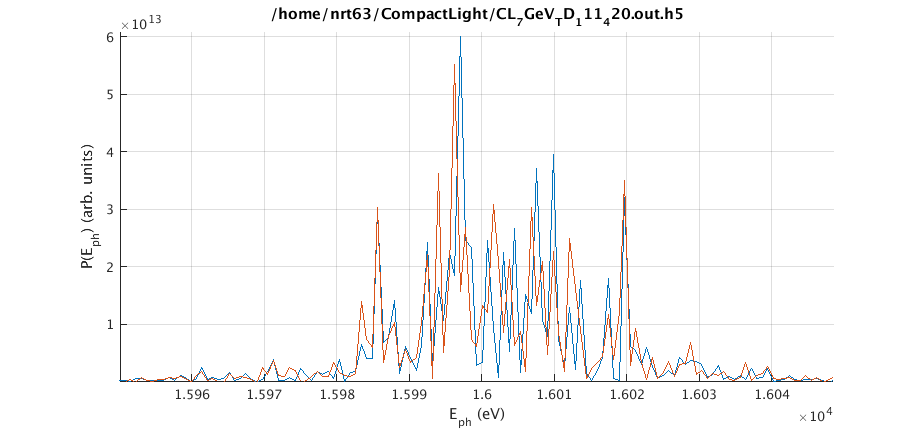 /home/nrt63/CompactLight/CL_7GeV_TD_111_420.out.h5
×10^13
6
5
4
3
2
1
P(E_ph) (arb. units)
1.596 1.597 1.598 1.599 1.6 1.601 1.602 1.603 1.604
E_ph (eV)
×10^4